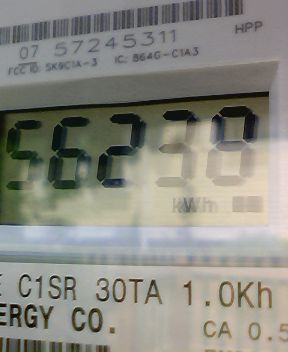 07 57245311 HPP
FCC ID: SK9C1A-3 IC: 864G-C1A3
56238
kWh
E C1SR 30TA 1.0Kh
ERGY CO. CA 0.5